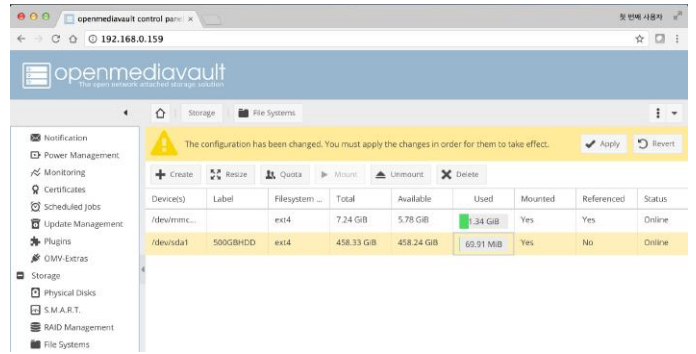 openmediavault control pane
첫 번째 사용자
192.168.0.159
openmediavault
The open network attached storage solution
Storage
File Systems
Notification
Power Management
Monitoring
Certificates
Scheduled Jobs
Update Management
Plugins
OMV-Extras
Storage
Physical Disks
S.M.A.R.T.
RAID Management
File Systems
The configuration has been changed. You must apply the changes in order for them to take effect.
Apply
Revert
Create
Resize
Quota
Mount
Unmount
Delete
Device(s) Label Filesystem ... Total Available Used Mounted Referenced Status
/dev/mmc... ext4 7.24 GiB 5.78 GiB 1.34 GiB Yes Yes Online
/dev/sda1 500GBHDD ext4 458.33 GiB 458.24 GiB 69.91 MiB Yes No Online